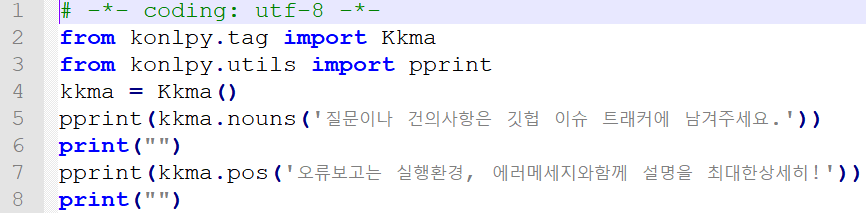 1 # -*- coding: utf-8 -*-
2 from konlpy.tag import Kkma
3 from konlpy.utils import pprint
4 kkma = Kkma()
5 pprint(kkma.nouns('질문이나 건의사항은 깃헙 이슈 트래커에 남겨주세요.'))
6 print("")
7 pprint(kkma.pos('오류보고는 실행환경, 에러메세지와함께 설명을 최대한상세히!'))
8 print("")